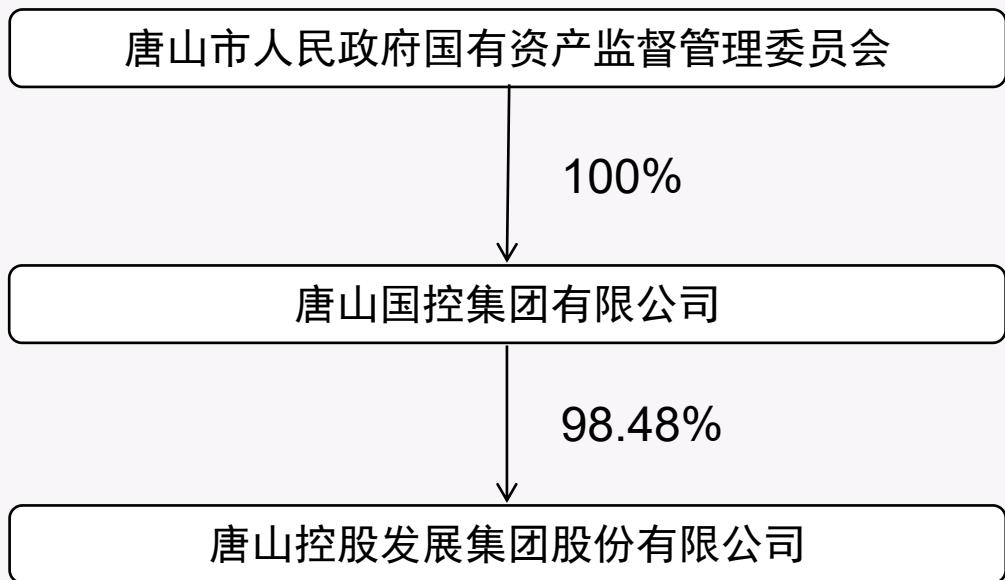 唐山市人民政府国有资产监督管理委员会
100%
唐山国控集团有限公司
98.48%
唐山控股发展集团股份有限公司